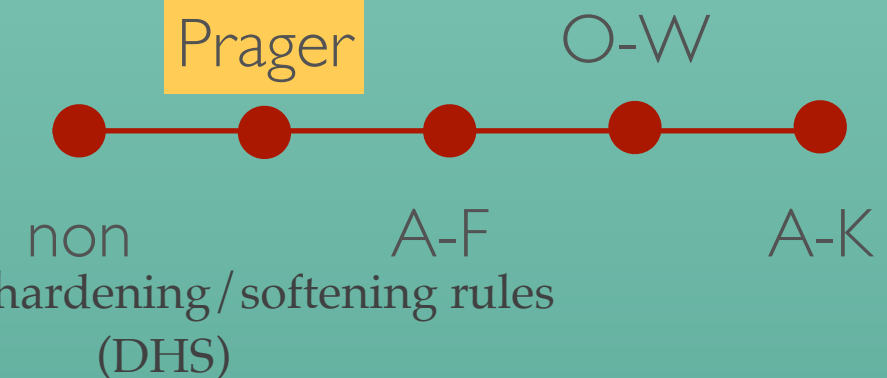 Prager O-W
non A-F A-K
hardening/softening rules
(DHS)